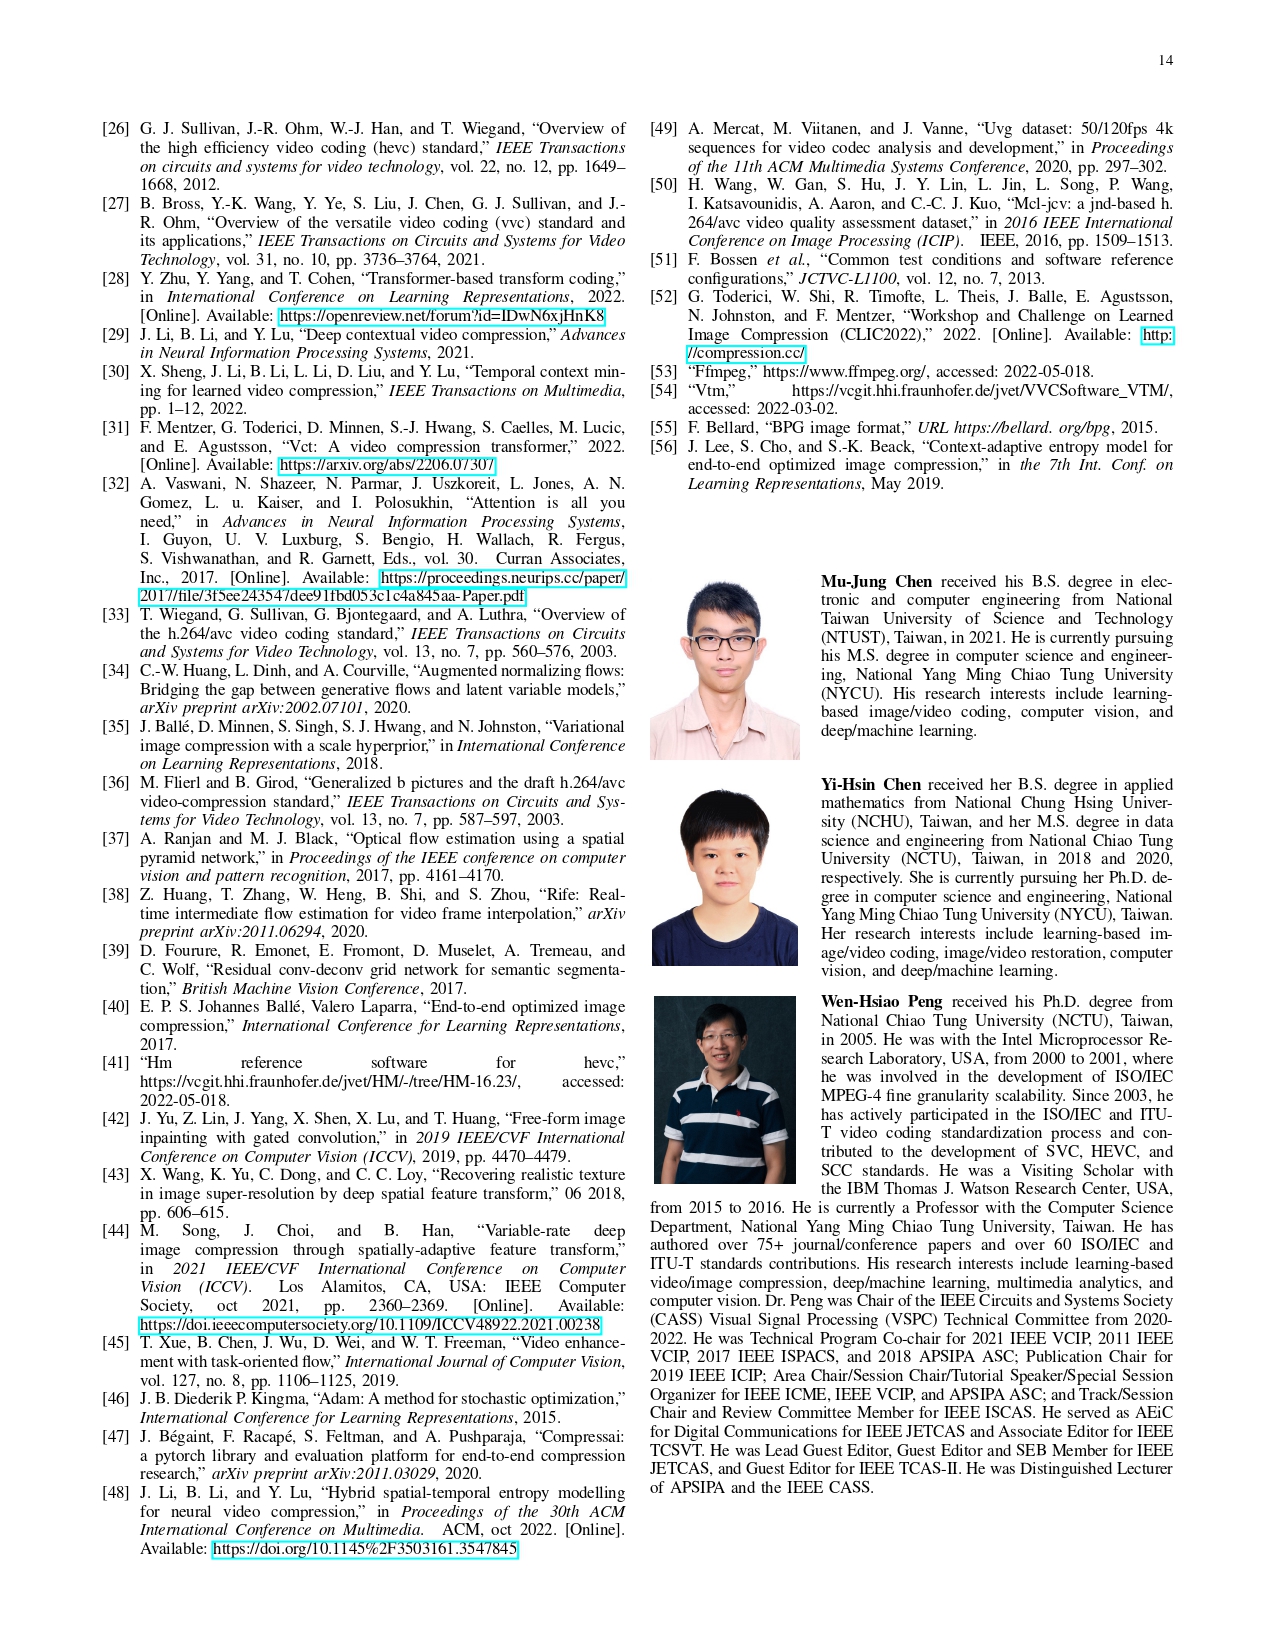 14
[26] G. J. Sullivan, J.-R. Ohm, W.-J. Han, and T. Wiegand, “Overview of
the high efficiency video coding (hevc) standard,” IEEE Transactions
on circuits and systems for video technology, vol. 22, no. 12, pp. 1649–
1668, 2012.
[27] B. Bross, Y.-K. Wang, Y. Ye, S. Liu, J. Chen, G. J. Sullivan, and J.-
R. Ohm, “Overview of the versatile video coding (vvc) standard and
its applications,” IEEE Transactions on Circuits and Systems for Video
Technology, vol. 31, no. 10, pp. 3736–3764, 2021.
[28] Y. Zhu, Y. Yang, and T. Cohen, “Transformer-based transform coding,”
in International Conference on Learning Representations, 2022.
[Online]. Available: https://openreview.net/forum?id=IDwN6xjHnK8
[29] J. Li, B. Li, and Y. Lu, “Deep contextual video compression,” Advances
in Neural Information Processing Systems, 2021.
[30] X. Sheng, J. Li, B. Li, L. Li, D. Liu, and Y. Lu, “Temporal context min-
ing for learned video compression,” IEEE Transactions on Multimedia,
pp. 1–12, 2022.
[31] F. Mentzer, G. Toderici, D. Minnen, S.-J. Hwang, S. Caelles, M. Lucic,
and E. Agustsson, “Vct: A video compression transformer,” 2022.
[Online]. Available: https://arxiv.org/abs/2206.07307
[32] A. Vaswani, N. Shazeer, N. Parmar, J. Uszkoreit, L. Jones, A. N.
Gomez, L. u. Kaiser, and I. Polosukhin, “Attention is all you
need,” in Advances in Neural Information Processing Systems,
I. Guyon, U. V. Luxburg, S. Bengio, H. Wallach, R. Fergus,
S. Vishwanathan, and R. Garnett, Eds., vol. 30. Curran Associates,
Inc., 2017. [Online]. Available: https://proceedings.neurips.cc/paper/
2017/file/3f5ee243547dee91fbd053c1c4a845aa-Paper.pdf
[33] T. Wiegand, G. Sullivan, G. Bjontegaard, and A. Luthra, “Overview of
the h.264/avc video coding standard,” IEEE Transactions on Circuits
and Systems for Video Technology, vol. 13, no. 7, pp. 560–576, 2003.
[34] C.-W. Huang, L. Dinh, and A. Courville, “Augmented normalizing flows:
Bridging the gap between generative flows and latent variable models,”
arXiv preprint arXiv:2002.07101, 2020.
[35] J. Ballé, D. Minnen, S. Singh, S. J. Hwang, and N. Johnston, “Variational
image compression with a scale hyperprior,” in International Conference
on Learning Representations, 2018.
[36] M. Flierl and B. Girod, “Generalized b pictures and the draft h.264/avc
video-compression standard,” IEEE Transactions on Circuits and Sys-
tems for Video Technology, vol. 13, no. 7, pp. 587–597, 2003.
[37] A. Ranjan and M. J. Black, “Optical flow estimation using a spatial
pyramid network,” in Proceedings of the IEEE conference on computer
vision and pattern recognition, 2017, pp. 4161–4170.
[38] Z. Huang, T. Zhang, W. Heng, B. Shi, and S. Zhou, “Rife: Real-
time intermediate flow estimation for video frame interpolation,” arXiv
preprint arXiv:2011.06294, 2020.
[39] D. Fourure, R. Emonet, E. Fromont, D. Muselet, A. Tremeau, and
C. Wolf, “Residual conv-deconv grid network for semantic segmenta-
tion,” British Machine Vision Conference, 2017.
[40] E. P. S. Johannes Ballé, Valero Laparra, “End-to-end optimized image
compression,” International Conference for Learning Representations,
2017.
[41] “Hm reference software for hevc,”
https://vcgit.hhi.fraunhofer.de/jvet/HM/-/tree/HM-16.23/, accessed:
2022-05-018.
[42] J. Yu, Z. Lin, J. Yang, X. Shen, X. Lu, and T. Huang, “Free-form image
inpainting with gated convolution,” in 2019 IEEE/CVF International
Conference on Computer Vision (ICCV), 2019, pp. 4470–4479.
[43] X. Wang, K. Yu, C. Dong, and C. C. Loy, “Recovering realistic texture
in image super-resolution by deep spatial feature transform,” 06 2018,
pp. 606–615.
[44] M. Song, J. Choi, and B. Han, “Variable-rate deep
image compression through spatially-adaptive feature transform,”
in 2021 IEEE/CVF International Conference on Computer
Vision (ICCV). Los Alamitos, CA, USA: IEEE Computer
Society, oct 2021, pp. 2360–2369. [Online]. Available:
https://doi.ieeecomputersociety.org/10.1109/ICCV48922.2021.00238
[45] T. Xue, B. Chen, J. Wu, D. Wei, and W. T. Freeman, “Video enhance-
ment with task-oriented flow,” International Journal of Computer Vision,
vol. 127, no. 8, pp. 1106–1125, 2019.
[46] J. B. Diederik P. Kingma, “Adam: A method for stochastic optimization,”
International Conference for Learning Representations, 2015.
[47] J. Bégaint, F. Racapé, S. Feltman, and A. Pushparaja, “Compressai:
a pytorch library and evaluation platform for end-to-end compression
research,” arXiv preprint arXiv:2011.03029, 2020.
[48] J. Li, B. Li, and Y. Lu, “Hybrid spatial-temporal entropy modelling
for neural video compression,” in Proceedings of the 30th ACM
International Conference on Multimedia. ACM, oct 2022. [Online].
Available: https://doi.org/10.1145%2F3503161.3547845
[49] A. Mercat, M. Viitanen, and J. Vanne, “Uvg dataset: 50/120fps 4k
sequences for video codec analysis and development,” in Proceedings
of the 11th ACM Multimedia Systems Conference, 2020, pp. 297–302.
[50] H. Wang, W. Gan, S. Hu, J. Y. Lin, L. Jin, L. Song, P. Wang,
I. Katsavounidis, A. Aaron, and C.-C. J. Kuo, “Mcl-jcv: a jnd-based h.
264/avc video quality assessment dataset,” in 2016 IEEE International
Conference on Image Processing (ICIP). IEEE, 2016, pp. 1509–1513.
[51] F. Bossen et al., “Common test conditions and software reference
configurations,” JCTVC-L1100, vol. 12, no. 7, 2013.
[52] G. Toderici, W. Shi, R. Timofte, L. Theis, J. Balle, E. Agustsson,
N. Johnston, and F. Mentzer, “Workshop and Challenge on Learned
Image Compression (CLIC2022),” 2022. [Online]. Available: http:
//compression.cc/
[53] “Ffmpeg,” https://www.ffmpeg.org/, accessed: 2022-05-018.
[54] “Vtm,” https://vcgit.hhi.fraunhofer.de/jvet/VVCSoftware_VTM/,
accessed: 2022-03-02.
[55] F. Bellard, “BPG image format,” URL https://bellard. org/bpg, 2015.
[56] J. Lee, S. Cho, and S.-K. Beack, “Context-adaptive entropy model for
end-to-end optimized image compression,” in the 7th Int. Conf. on
Learning Representations, May 2019.
Mu-Jung Chen received his B.S. degree in elec-
tronic and computer engineering from National
Taiwan University of Science and Technology
(NTUST), Taiwan, in 2021. He is currently pursuing
his M.S. degree in computer science and engineer-
ing, National Yang Ming Chiao Tung University
(NYCU). His research interests include learning-
based image/video coding, computer vision, and
deep/machine learning.
Yi-Hsin Chen received her B.S. degree in applied
mathematics from National Chung Hsing Univer-
sity (NCHU), Taiwan, and her M.S. degree in data
science and engineering from National Chiao Tung
University (NCTU), Taiwan, in 2018 and 2020,
respectively. She is currently pursuing her Ph.D. de-
gree in computer science and engineering, National
Yang Ming Chiao Tung University (NYCU), Taiwan.
Her research interests include learning-based im-
age/video coding, image/video restoration, computer
vision, and deep/machine learning.
Wen-Hsiao Peng received his Ph.D. degree from
National Chiao Tung University (NCTU), Taiwan,
in 2005. He was with the Intel Microprocessor Re-
search Laboratory, USA, from 2000 to 2001, where
he was involved in the development of ISO/IEC
MPEG-4 fine granularity scalability. Since 2003, he
has actively participated in the ISO/IEC and ITU-
T video coding standardization process and con-
tributed to the development of SVC, HEVC, and
SCC standards. He was a Visiting Scholar with
the IBM Thomas J. Watson Research Center, USA,
from 2015 to 2016. He is currently a Professor with the Computer Science
Department, National Yang Ming Chiao Tung University, Taiwan. He has
authored over 75+ journal/conference papers and over 60 ISO/IEC and
ITU-T standards contributions. His research interests include learning-based
video/image compression, deep/machine learning, multimedia analytics, and
computer vision. Dr. Peng was Chair of the IEEE Circuits and Systems Society
(CASS) Visual Signal Processing (VSPC) Technical Committee from 2020-
2022. He was Technical Program Co-chair for 2021 IEEE VCIP, 2011 IEEE
VCIP, 2017 IEEE ISPACS, and 2018 APSIPA ASC; Publication Chair for
2019 IEEE ICIP; Area Chair/Session Chair/Tutorial Speaker/Special Session
Organizer for IEEE ICME, IEEE VCIP, and APSIPA ASC; and Track/Session
Chair and Review Committee Member for IEEE ISCAS. He served as AEiC
for Digital Communications for IEEE JETCAS and Associate Editor for IEEE
TCSVT. He was Lead Guest Editor, Guest Editor and SEB Member for IEEE
JETCAS, and Guest Editor for IEEE TCAS-II. He was Distinguished Lecturer
of APSIPA and the IEEE CASS.